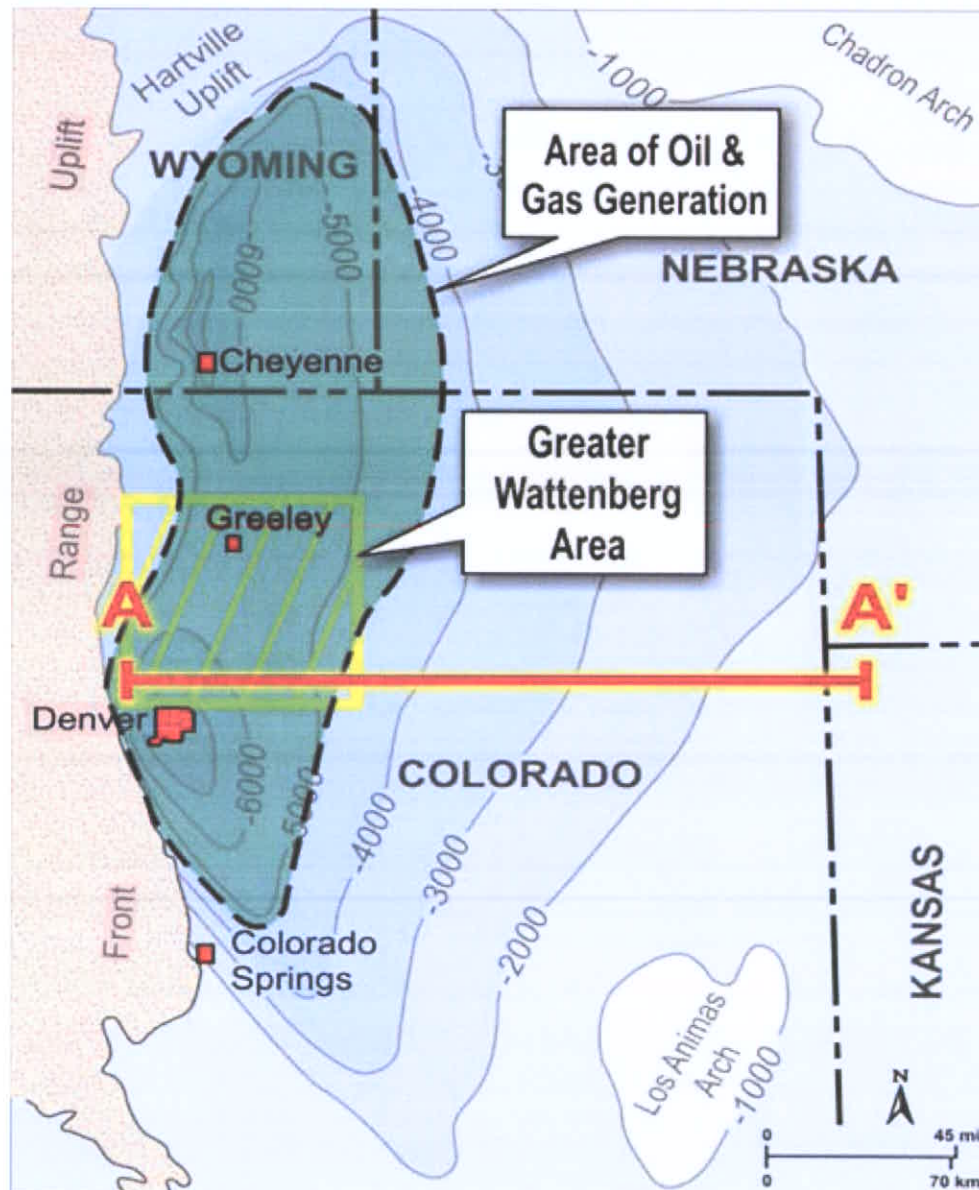 Hartville
Uplift
-1000
Chadron Arch
Uplift
WYOMING
Area of Oil &
Gas Generation
-4000
-5000
-6000
NEBRASKA
Cheyenne
Greater
Wattenberg
Area
Range
Greeley
A
A'
Denver
COLORADO
-6000
5000
-4000
-3000
-2000
KANSAS
Front
Colorado
Springs
Los Animas
Arch
-1000
N
0
45 mi
0
70 km